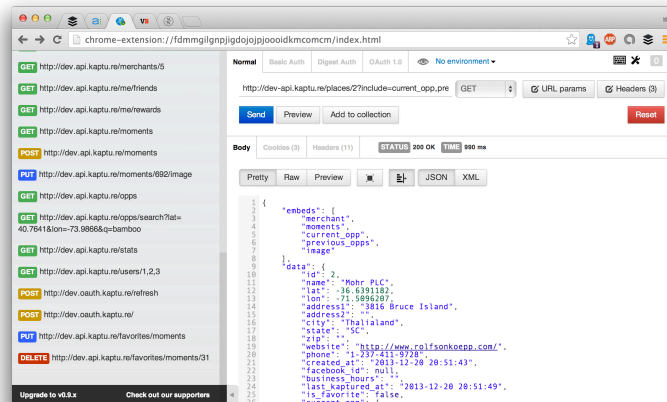 chrome-extension://fdmmgilgnpjigdojojpjoooidkmcomcm/index.html
GET http://dev.api.kaptu.re/merchants/5
GET http://dev.api.kaptu.re/me/friends
GET http://dev.api.kaptu.re/me/rewards
GET http://dev.api.kaptu.re/moments
POST http://dev.api.kaptu.re/moments
PUT http://dev.api.kaptu.re/moments/692/image
GET http://dev.api.kaptu.re/opps
GET http://dev.api.kaptu.re/opps/search?lat=
40.7641&lon=-73.9866&q=bamboo
GET http://dev.api.kaptu.re/stats
GET http://dev.api.kaptu.re/users/1,2,3
POST http://dev.oauth.kaptu.re/refresh
POST http://dev.oauth.kaptu.re/
PUT http://dev.api.kaptu.re/favorites/moments
DELETE http://dev.api.kaptu.re/favorites/moments/31
Upgrade to v0.9.x Check out our supporters
Normal Basic Auth Digest Auth OAuth 1.0 No environment 0
http://dev-api.kaptu.re/places/2?include=current_opp,pre GET URL params Headers (3)
Send Preview Add to collection Reset
Body Cookies (3) Headers (11) STATUS 200 OK TIME 990 ms
Pretty Raw Preview JSON XML
1 {
2 "embeds": [
3 "merchant",
4 "moments",
5 "current_opp",
6 "previous_opps",
7 "image"
8 ],
9 "data": {
10 "id": 2,
11 "name": "Mohr PLC",
12 "lat": -36.6391182,
13 "lon": -71.5096207,
14 "address1": "3816 Bruce Island",
15 "address2": "",
16 "city": "Thalialand",
17 "state": "SC",
18 "zip": "",
19 "website": "http://www.rolfsonkoepp.com/",
20 "phone": "1-237-411-9728",
21 "created_at": "2013-12-20 20:51:43",
22 "facebook_id": null,
23 "business_hours": "",
24 "last_kaptured_at": "2013-12-20 20:51:49",
25 "is_favorite": false,
26 "current_opp": {